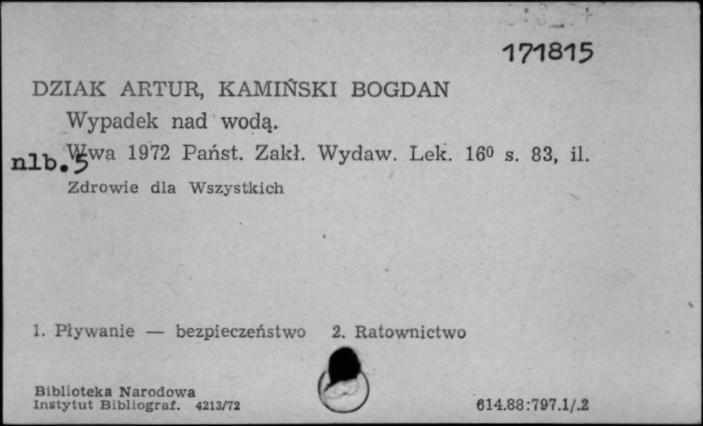 171815
DZIAK ARTUR, KAMIŃSKI BOGDAN
Wypadek nad wodą.
Wwa 1972 Państ. Zakł. Wydaw. Lek. 16⁰ s. 83, il.
nlb. 5
Zdrowie dla Wszystkich
1. Pływanie — bezpieczeństwo 2. Ratownictwo
Biblioteka Narodowa
Instytut Bibliograf. 4213/72
614.88:797.1/.2